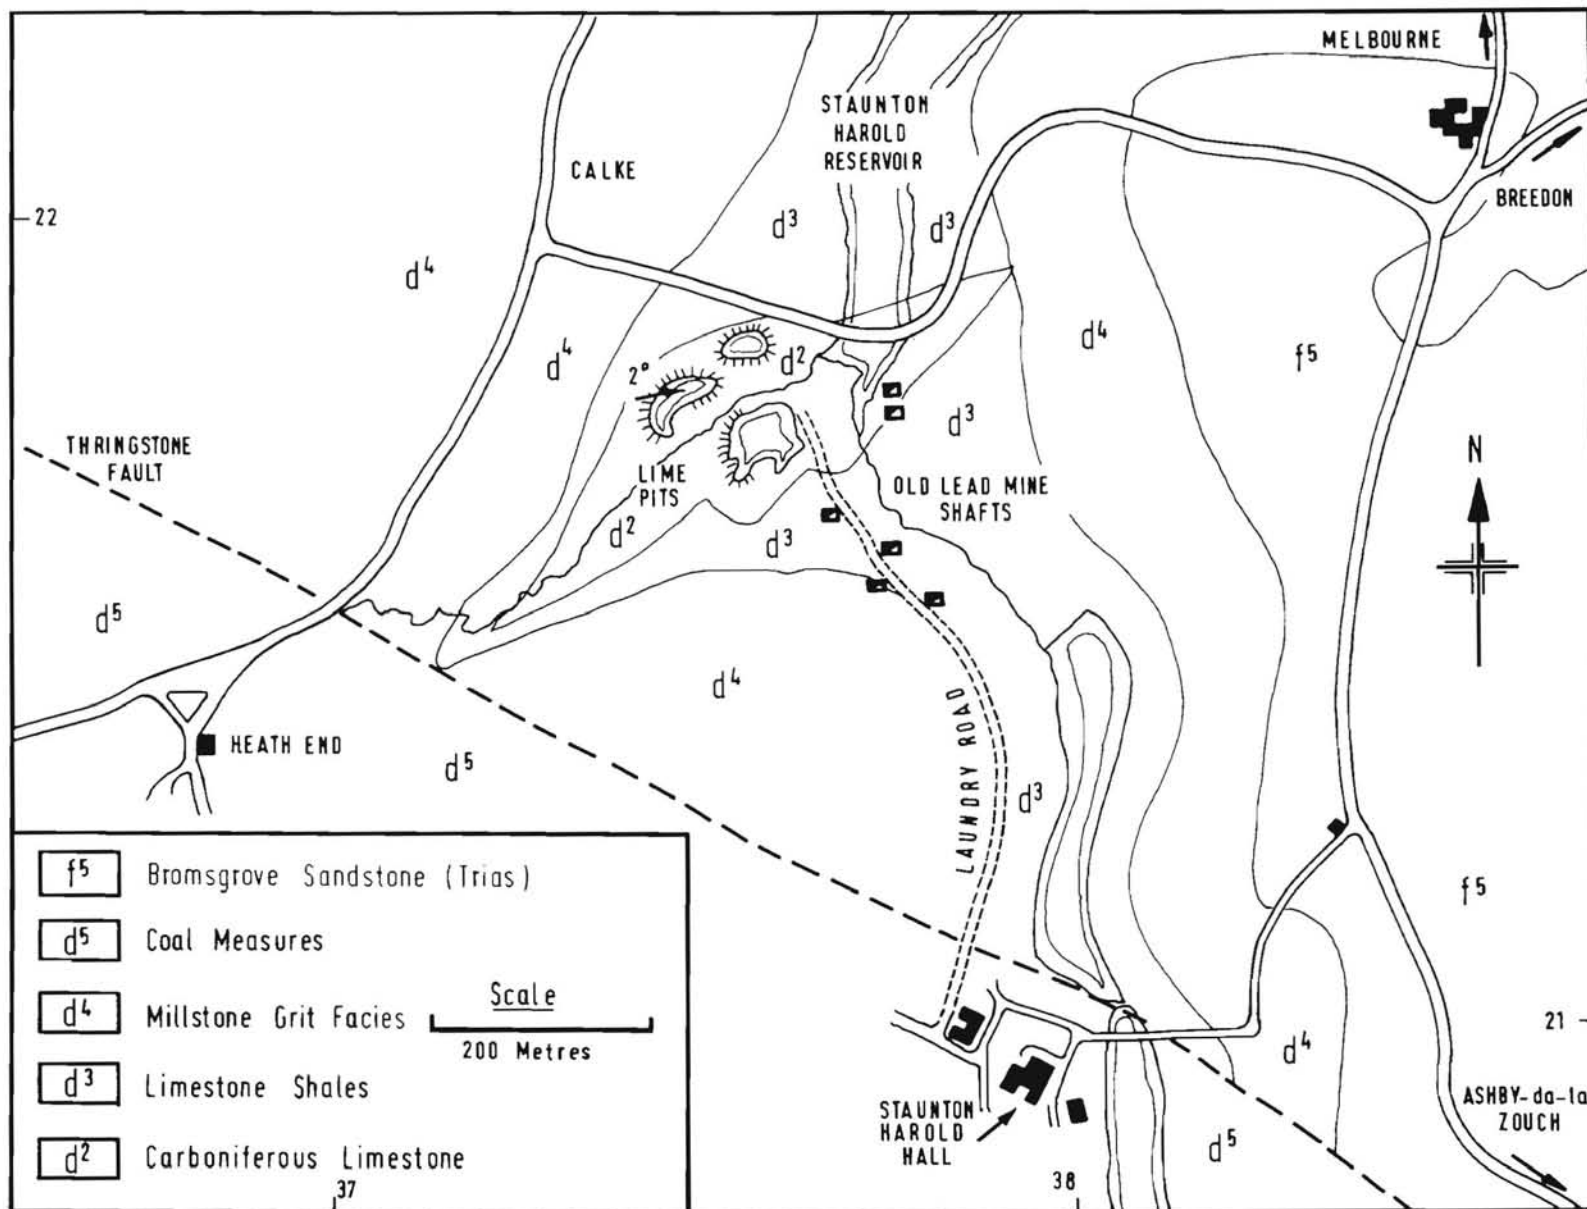 MELBOURNE
STAUNTON
HAROLD
RESERVOIR
CALKE
BREEDON
22
d³
d³
d⁴
d⁴
d⁴
f⁵
d²
2°
d³
THRINGSTONE
FAULT
LIME
PITS
OLD LEAD MINE
SHAFTS
N
d²
d³
d⁵
d⁴
LAUNDRY ROAD
HEATH END
d⁵
d³
f⁵
f⁵ Bromsgrove Sandstone (Trias)
d⁵ Coal Measures
d⁴ Millstone Grit Facies
d³ Limestone Shales
d² Carboniferous Limestone
Scale
200 Metres
21
d⁴
ASHBY-da-la
ZOUCH
STAUNTON
HAROLD
HALL
d⁵
37
38